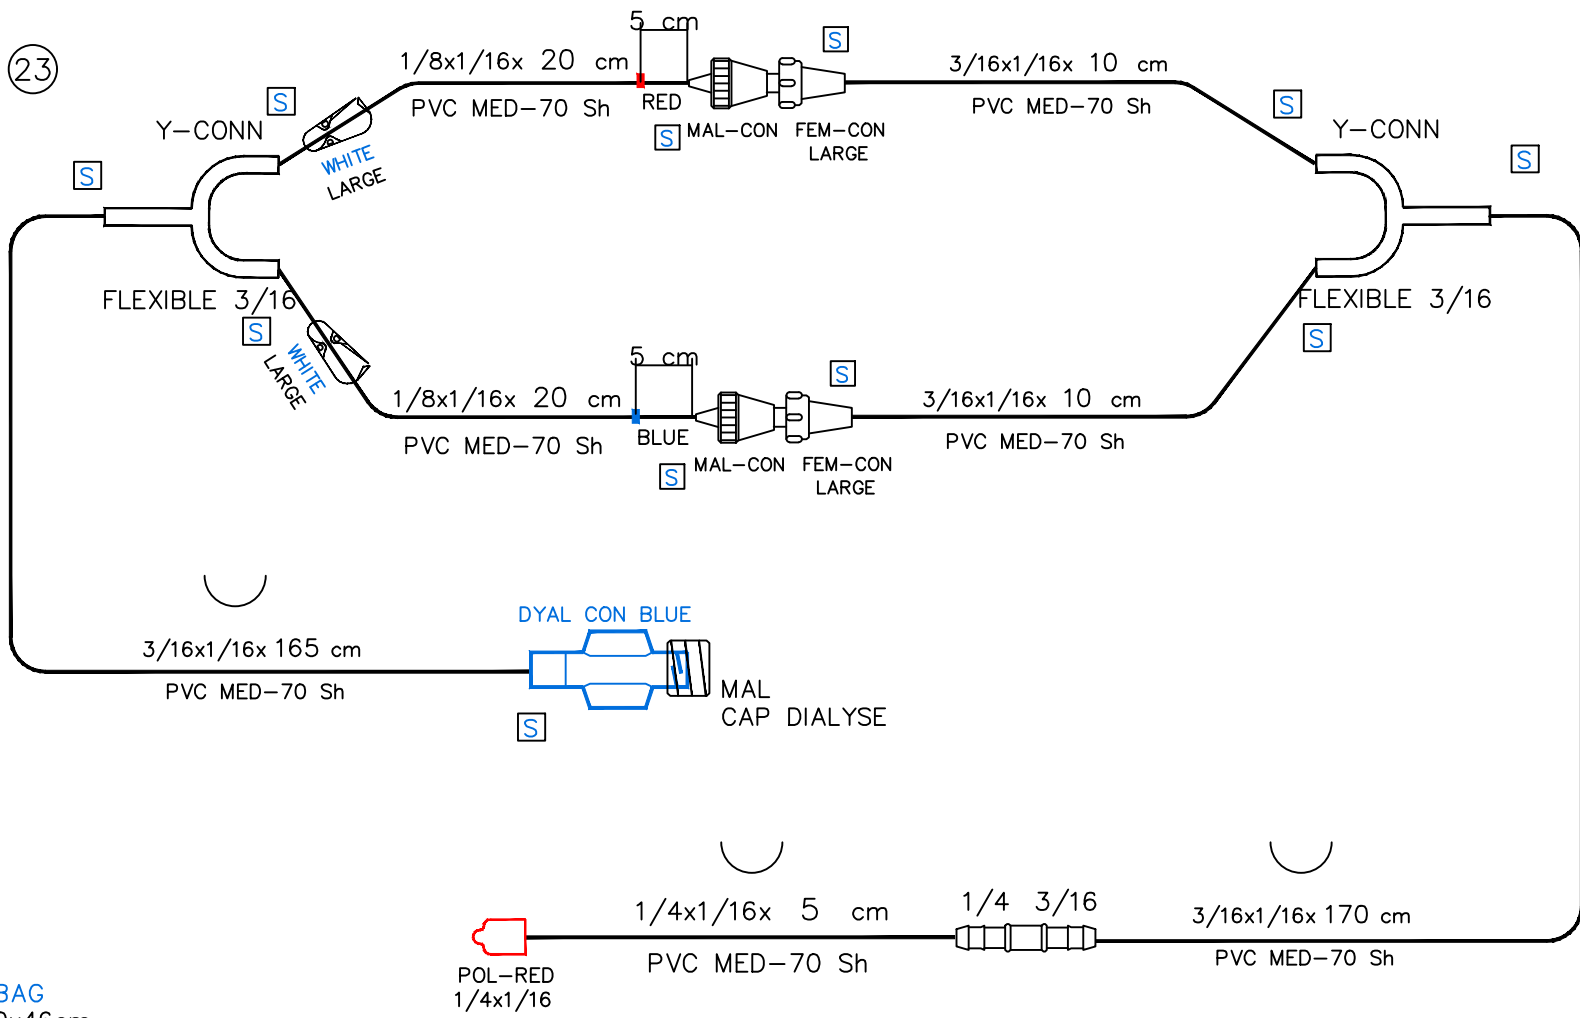 23
5 cm
S
1/8x1/16x 20 cm
3/16x1/16x 10 cm
S
PVC MED-70 Sh
RED
PVC MED-70 Sh
S
Y-CONN
S
MAL-CON
FEM-CON
LARGE
Y-CONN
WHITE
LARGE
S
S
FLEXIBLE 3/16
FLEXIBLE 3/16
S
S
WHITE
LARGE
5 cm
S
1/8x1/16x 20 cm
3/16x1/16x 10 cm
PVC MED-70 Sh
BLUE
PVC MED-70 Sh
S
MAL-CON
FEM-CON
LARGE
DYAL CON BLUE
3/16x1/16x 165 cm
PVC MED-70 Sh
MAL
CAP DIALYSE
S
1/4x1/16x 5 cm
1/4 3/16
3/16x1/16x 170 cm
PVC MED-70 Sh
PVC MED-70 Sh
POL-RED
1/4x1/16
BAG
x46cm